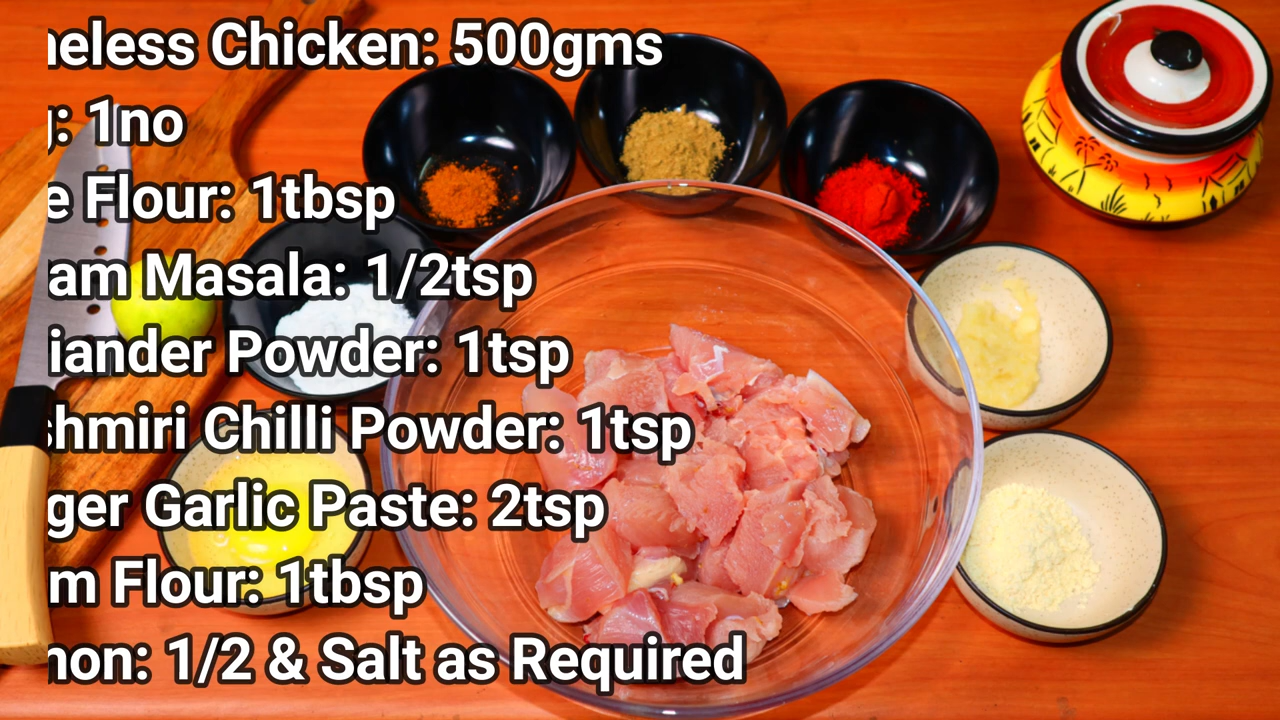 neless Chicken: 500gms
g: 1no
e Flour: 1tbsp
am Masala: 1/2tsp
iander Powder: 1tsp
shmiri Chilli Powder: 1tsp
ger Garlic Paste: 2tsp
m Flour: 1tbsp
mon: 1/2 & Salt as Required